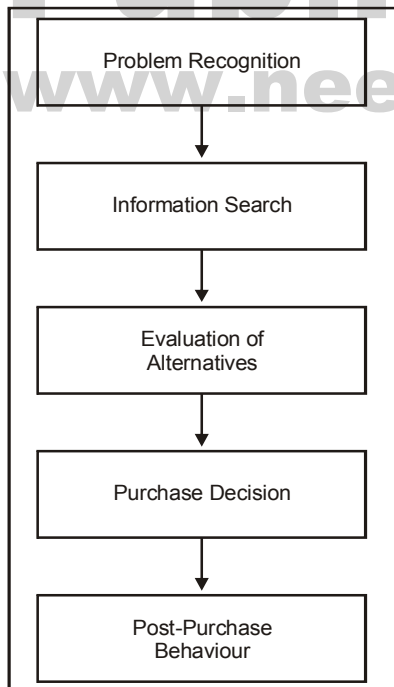 Problem Recognition
www.nee
Information Search
Evaluation of
Alternatives
Purchase Decision
Post-Purchase
Behaviour